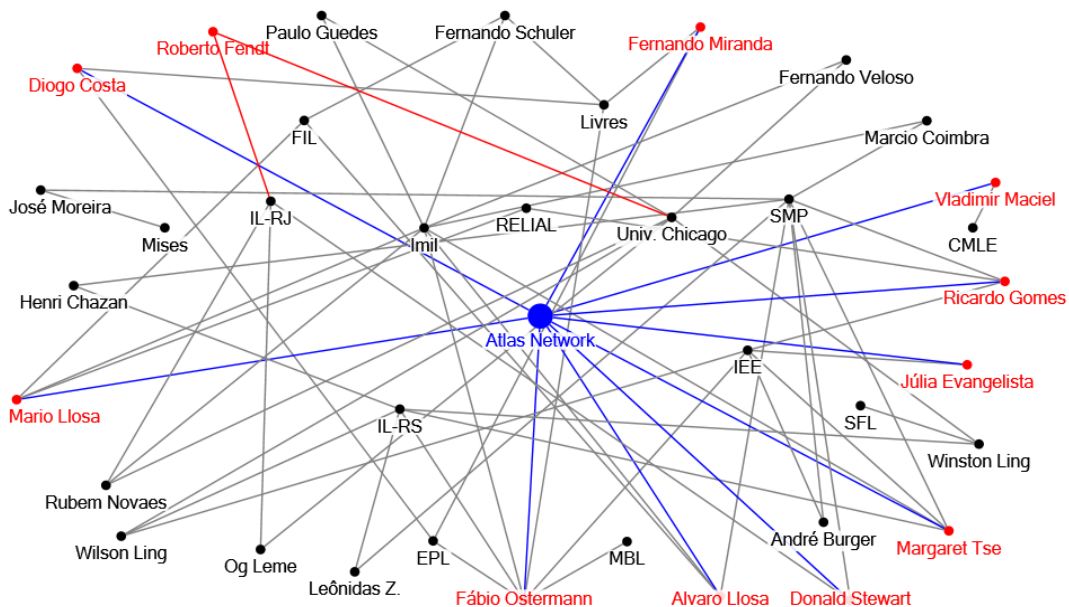 Paulo Guedes
Fernando Schuler
Roberto Fendt
Fernando Miranda
Diogo Costa
Fernando Veloso
Livres
FIL
Marcio Coimbra
Vladimir Maciel
José Moreira
IL-RJ
RELIAL
SMP
Univ. Chicago
Mises
Imil
CMLE
Henri Chazan
Ricardo Gomes
Atlas Network
IEE
Júlia Evangelista
Mario Llosa
IL-RS
SFL
Winston Ling
Rubem Novaes
André Burger
Wilson Ling
Margaret Tse
Og Leme
EPL
MBL
Leônidas Z.
Fábio Ostermann
Alvaro Llosa
Donald Stewart